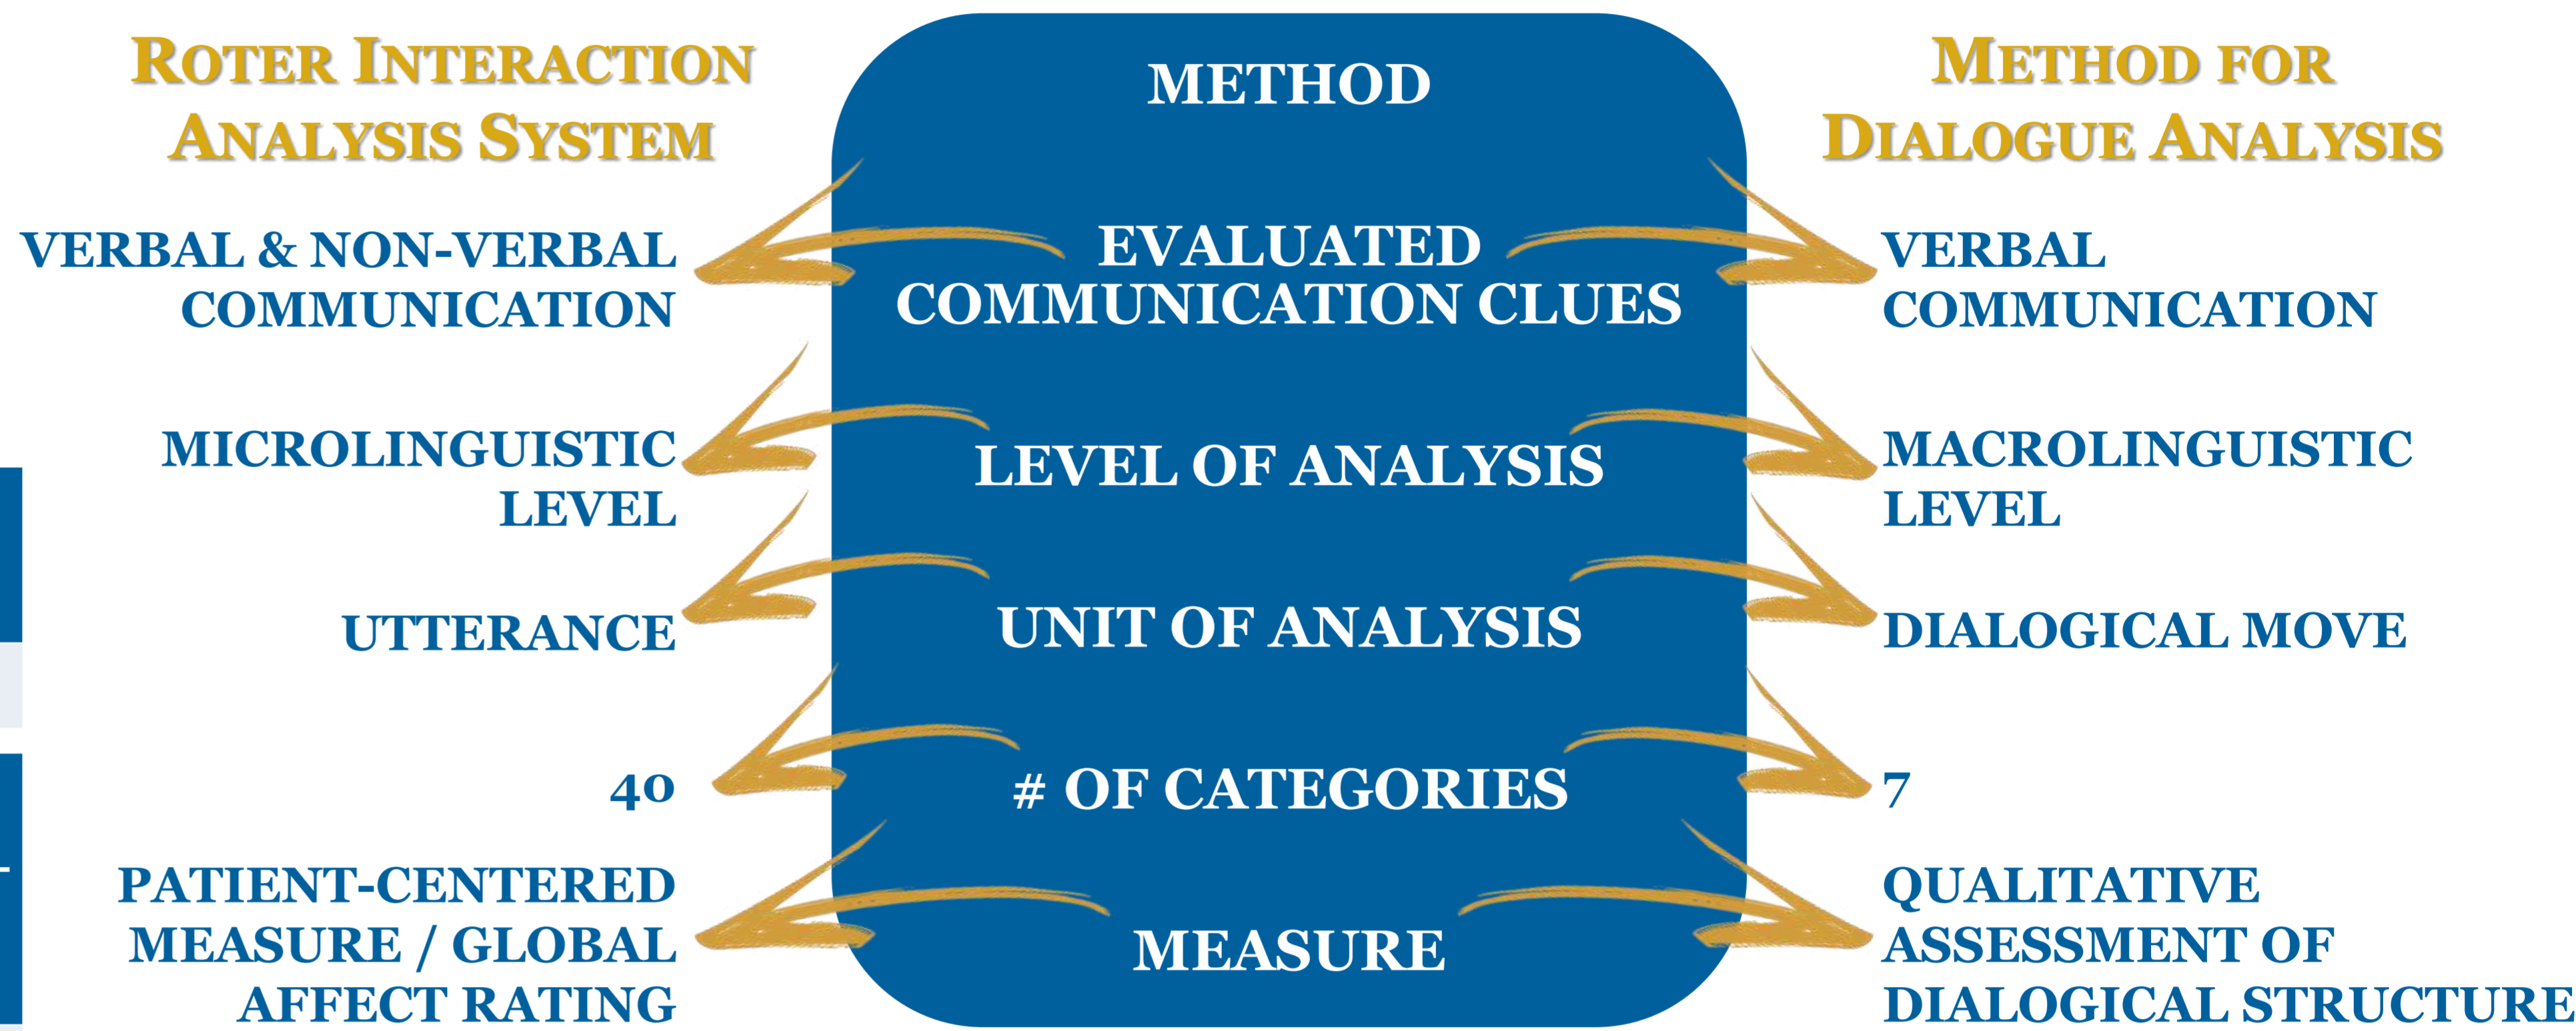 ROTER INTERACTION
ANALYSIS SYSTEM
METHOD
METHOD FOR
DIALOGUE ANALYSIS
VERBAL & NON-VERBAL
COMMUNICATION
EVALUATED
COMMUNICATION CLUES
VERBAL
COMMUNICATION
MICROLINGUISTIC
LEVEL
LEVEL OF ANALYSIS
MACROLINGUISTIC
LEVEL
UTTERANCE
UNIT OF ANALYSIS
DIALOGICAL MOVE
40
# OF CATEGORIES
7
PATIENT-CENTERED
MEASURE / GLOBAL
AFFECT RATING
MEASURE
QUALITATIVE
ASSESSMENT OF
DIALOGICAL STRUCTURE